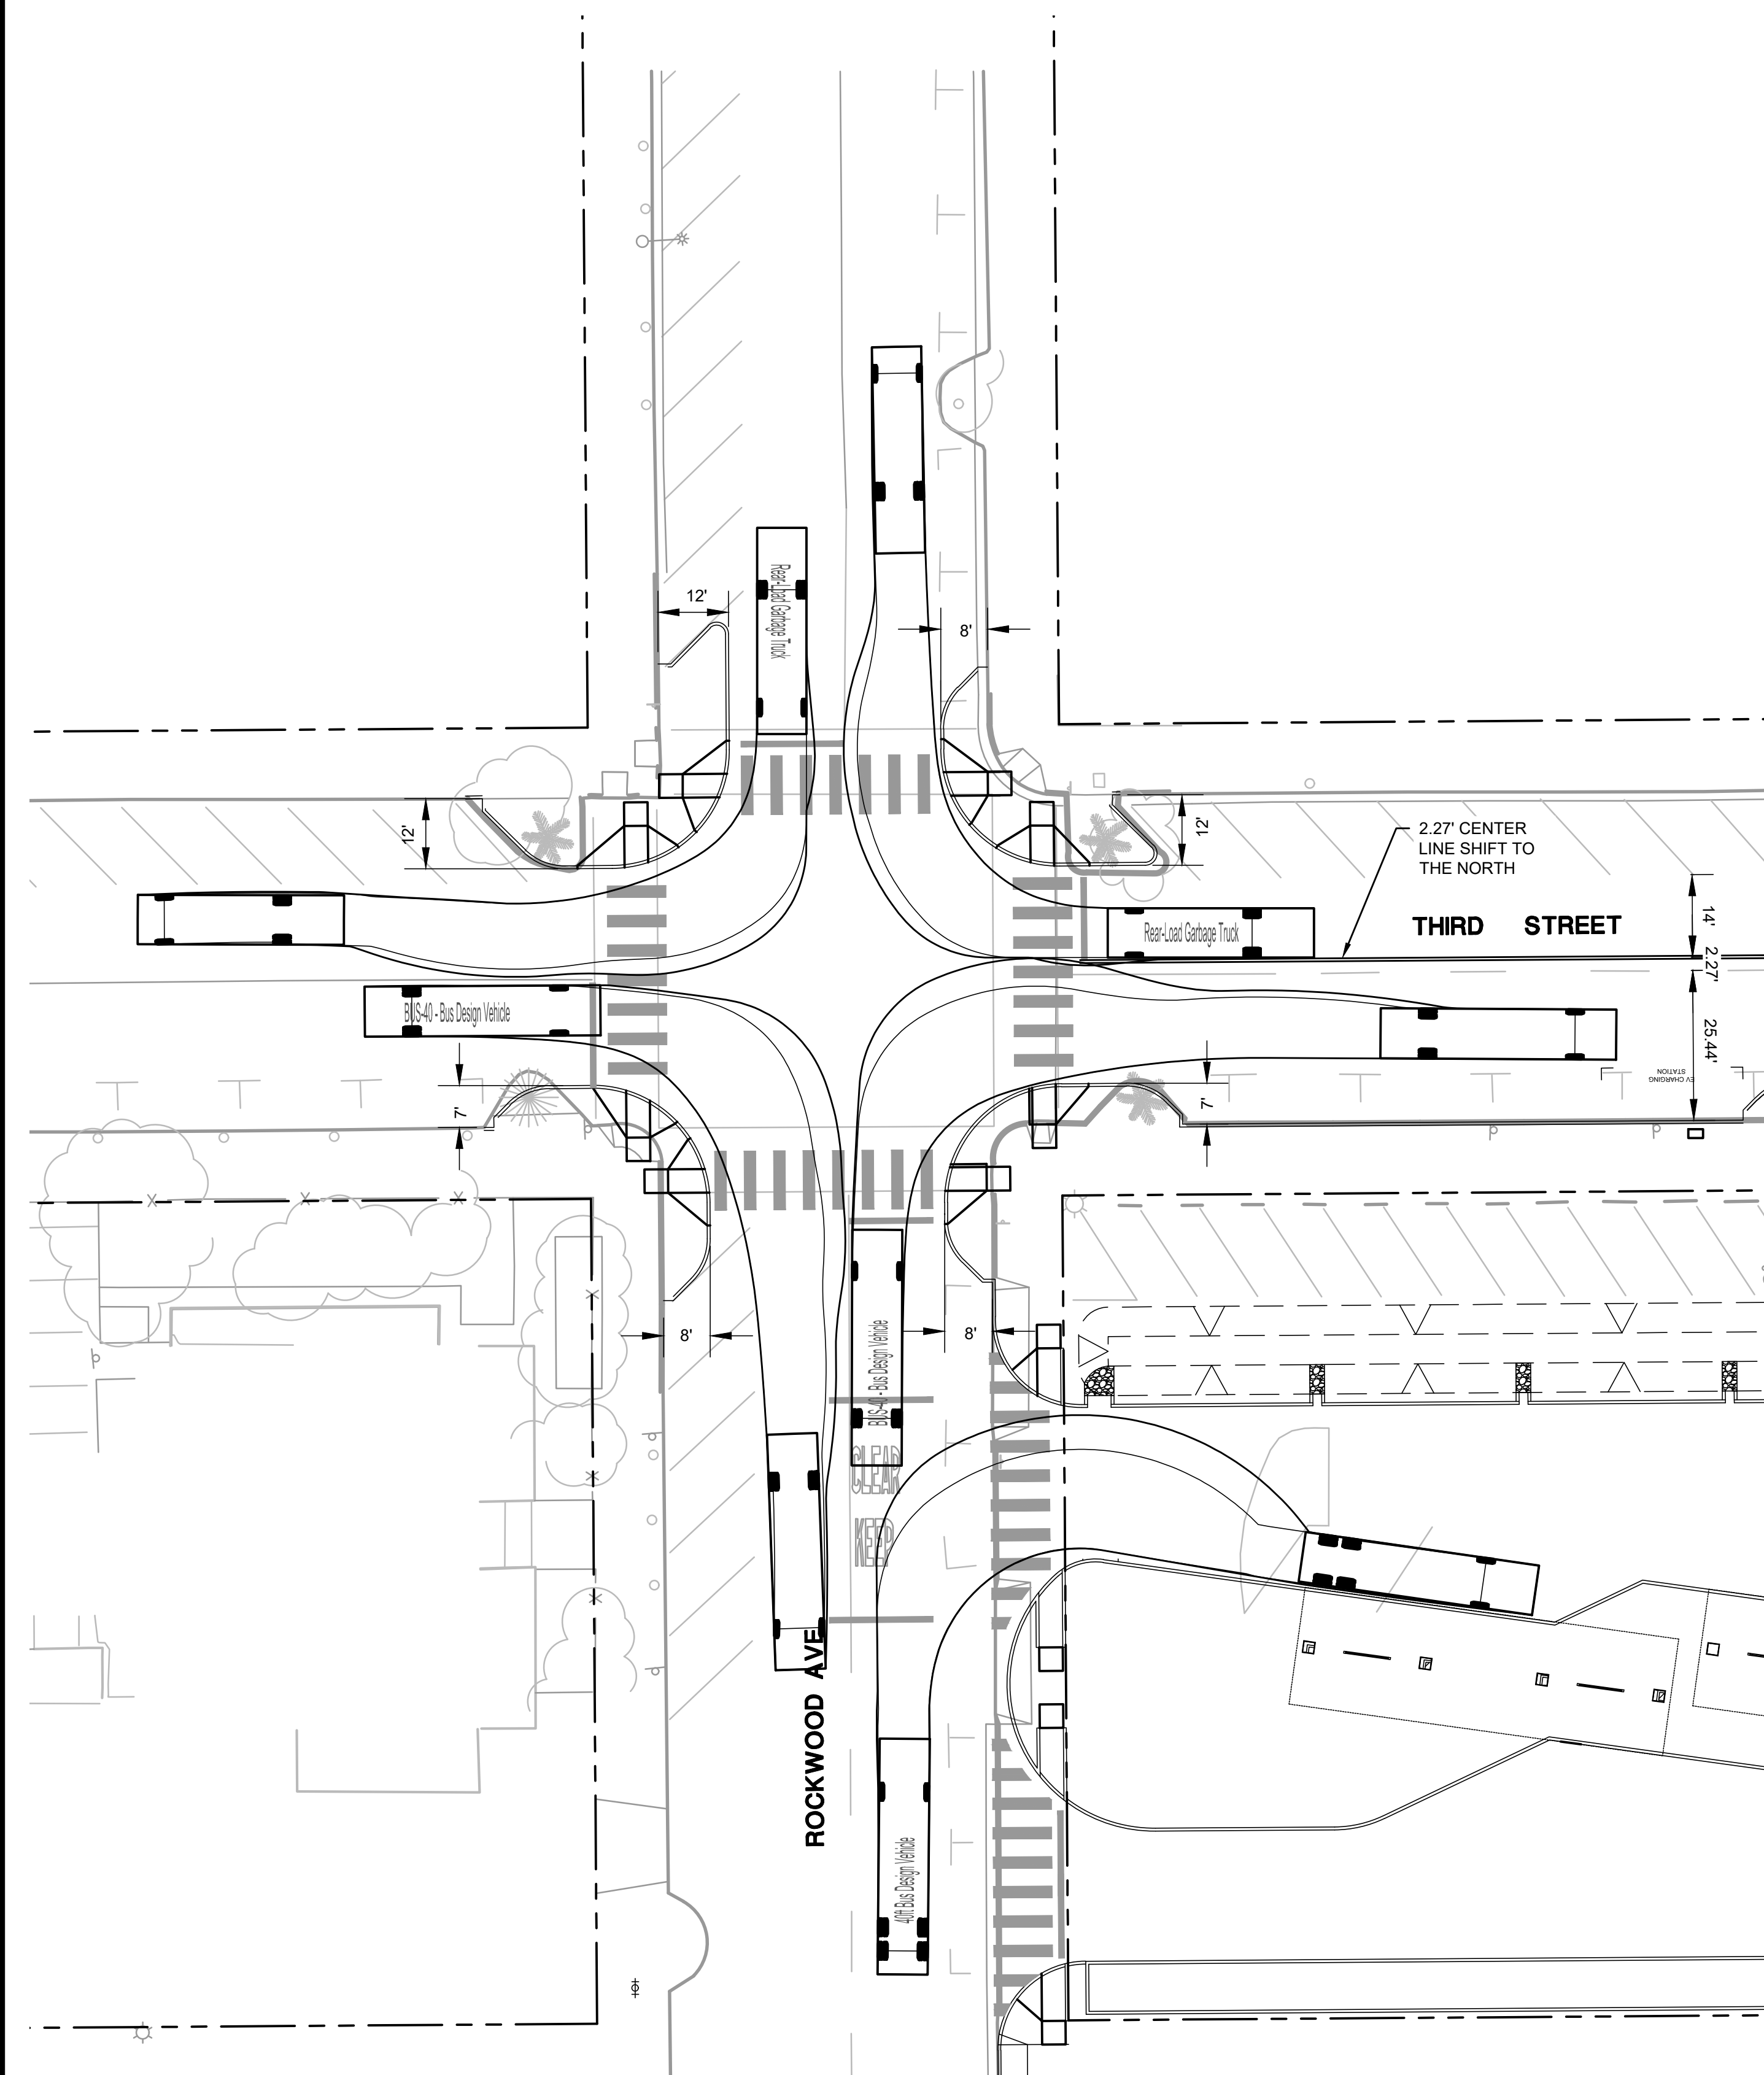 Rear-Load Garbage Truck
12'
8'
12'
12'
2.27' CENTER
LINE SHIFT TO
THE NORTH
THIRD STREET
Rear-Load Garbage Truck
14'
2.27'
25.44'
BUS-40 - Bus Design Vehicle
EV CHARGING
STATION
7'
7'
8'
8'
BUS-40 - Bus Design Vehicle
CLEAR
KEEP
ROCKWOOD AVE
40ft Bus Design Vehicle